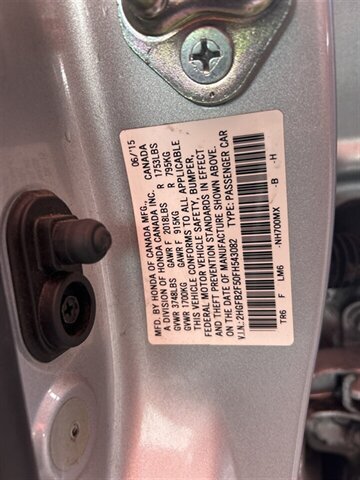 MFD. BY HONDA OF CANADA MFG., 06/15
A DIVISION OF HONDA CANADA INC. CANADA
GVWR 3748LBS GAWR F 2018LBS R 1753LBS
GVWR 1700KG GAWR F 915KG R 795KG
THIS VEHICLE CONFORMS TO ALL APPLICABLE
FEDERAL MOTOR VEHICLE SAFETY, BUMPER,
AND THEFT PREVENTION STANDARDS IN EFFECT
ON THE DATE OF MANUFACTURE SHOWN ABOVE.
V.I.N.:2HGFB2F50FH543082 TYPE: PASSENGER CAR
TR6 F LM6 -NH700MX -B -H